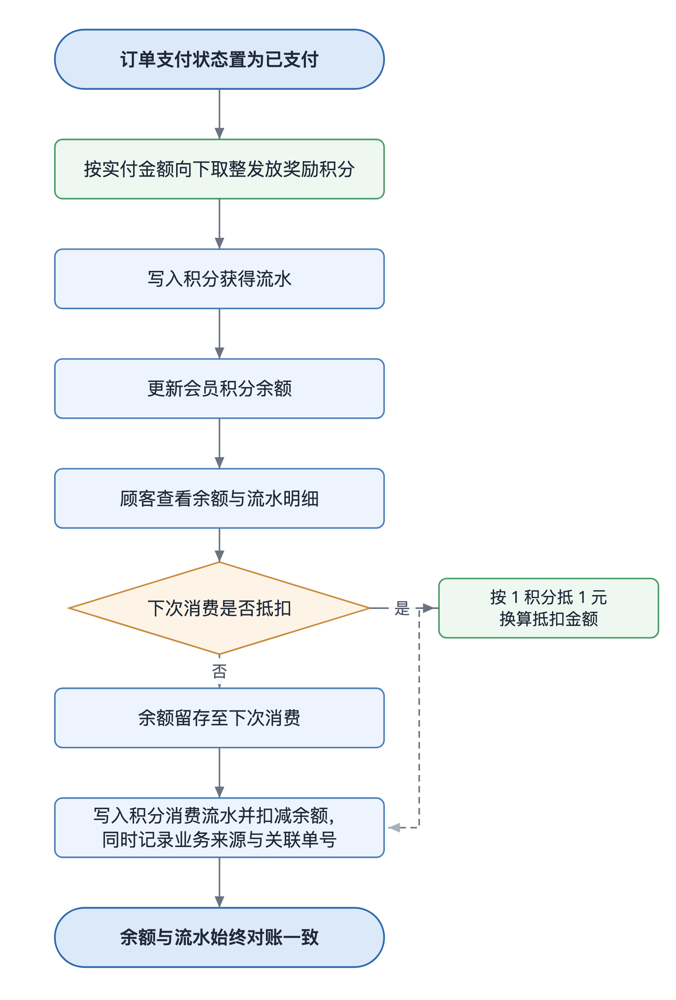 订单支付状态置为已支付
按实付金额向下取整发放奖励积分
写入积分获得流水
更新会员积分余额
顾客查看余额与流水明细
下次消费是否抵扣
是
按 1 积分抵 1 元
换算抵扣金额
否
余额留存至下次消费
写入积分消费流水并扣减余额，
同时记录业务来源与关联单号
余额与流水始终对账一致